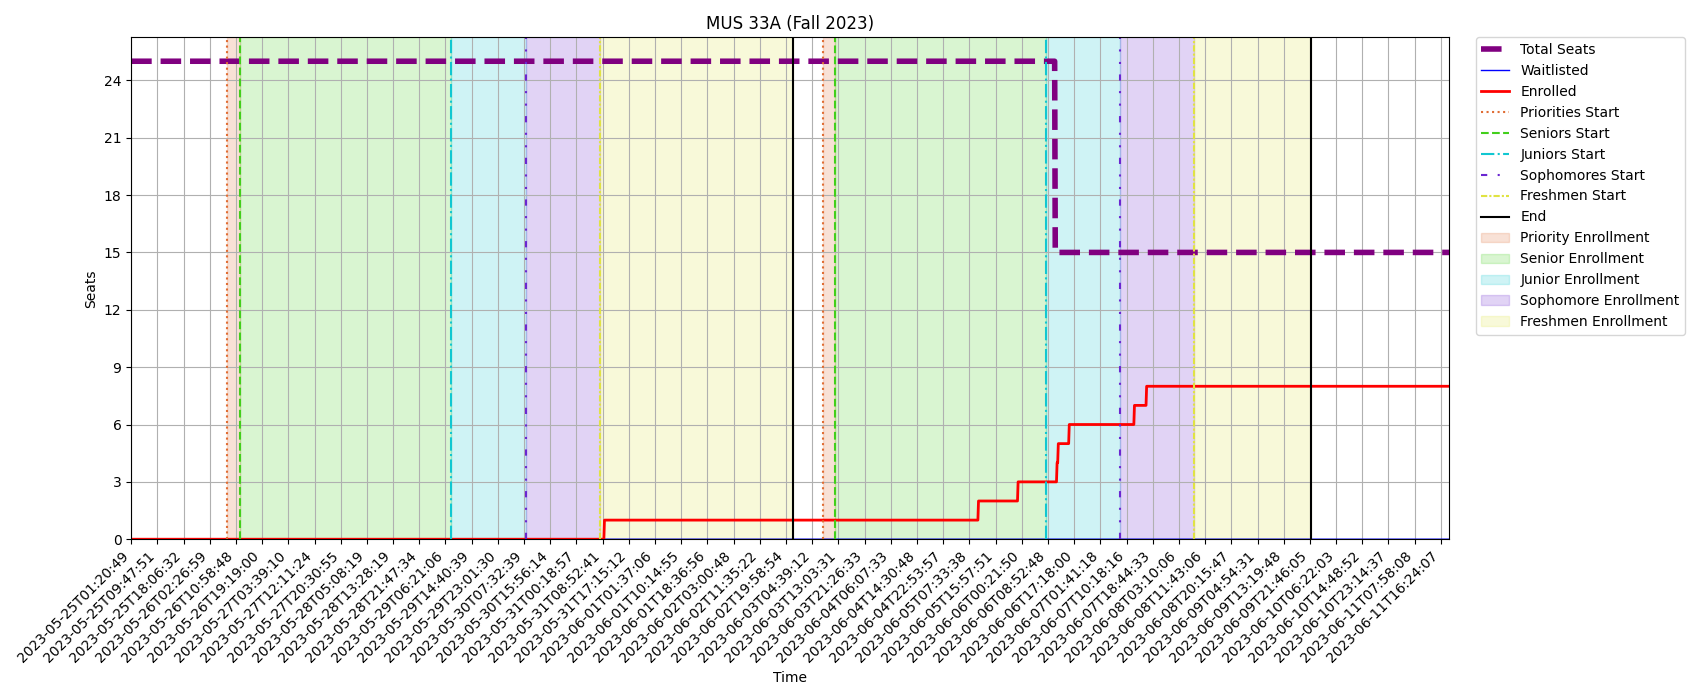 MUS 33A (Fall 2023)
Total Seats
Waitlisted
Enrolled
Priorities Start
Seniors Start
Juniors Start
Sophomores Start
Freshmen Start
End
Priority Enrollment
Senior Enrollment
Junior Enrollment
Sophomore Enrollment
Freshmen Enrollment
Seats
24
21
18
15
12
9
6
3
0
2023-05-25T01:20:49
2023-05-25T09:47:51
2023-05-25T18:06:32
2023-05-26T02:26:59
2023-05-26T10:58:48
2023-05-26T19:19:00
2023-05-27T03:39:10
2023-05-27T12:11:24
2023-05-27T20:30:55
2023-05-28T05:08:19
2023-05-28T13:28:19
2023-05-28T21:47:34
2023-05-29T06:21:06
2023-05-29T14:40:39
2023-05-29T23:01:30
2023-05-30T07:32:39
2023-05-30T15:56:14
2023-05-31T00:18:57
2023-05-31T08:52:41
2023-05-31T17:15:12
2023-06-01T01:37:06
2023-06-01T10:14:55
2023-06-01T18:36:56
2023-06-02T03:00:48
2023-06-02T11:35:22
2023-06-02T19:58:54
2023-06-03T04:39:12
2023-06-03T13:03:31
2023-06-03T21:26:33
2023-06-04T06:07:33
2023-06-04T14:30:48
2023-06-04T22:53:57
2023-06-05T07:33:38
2023-06-05T15:57:51
2023-06-06T00:21:50
2023-06-06T08:52:48
2023-06-06T17:18:00
2023-06-07T01:41:18
2023-06-07T10:18:16
2023-06-07T18:44:33
2023-06-08T03:10:06
2023-06-08T11:43:06
2023-06-08T20:15:47
2023-06-09T04:54:31
2023-06-09T13:19:48
2023-06-09T21:46:05
2023-06-10T06:22:03
2023-06-10T14:48:52
2023-06-10T23:14:37
2023-06-11T07:58:08
2023-06-11T16:24:07
Time